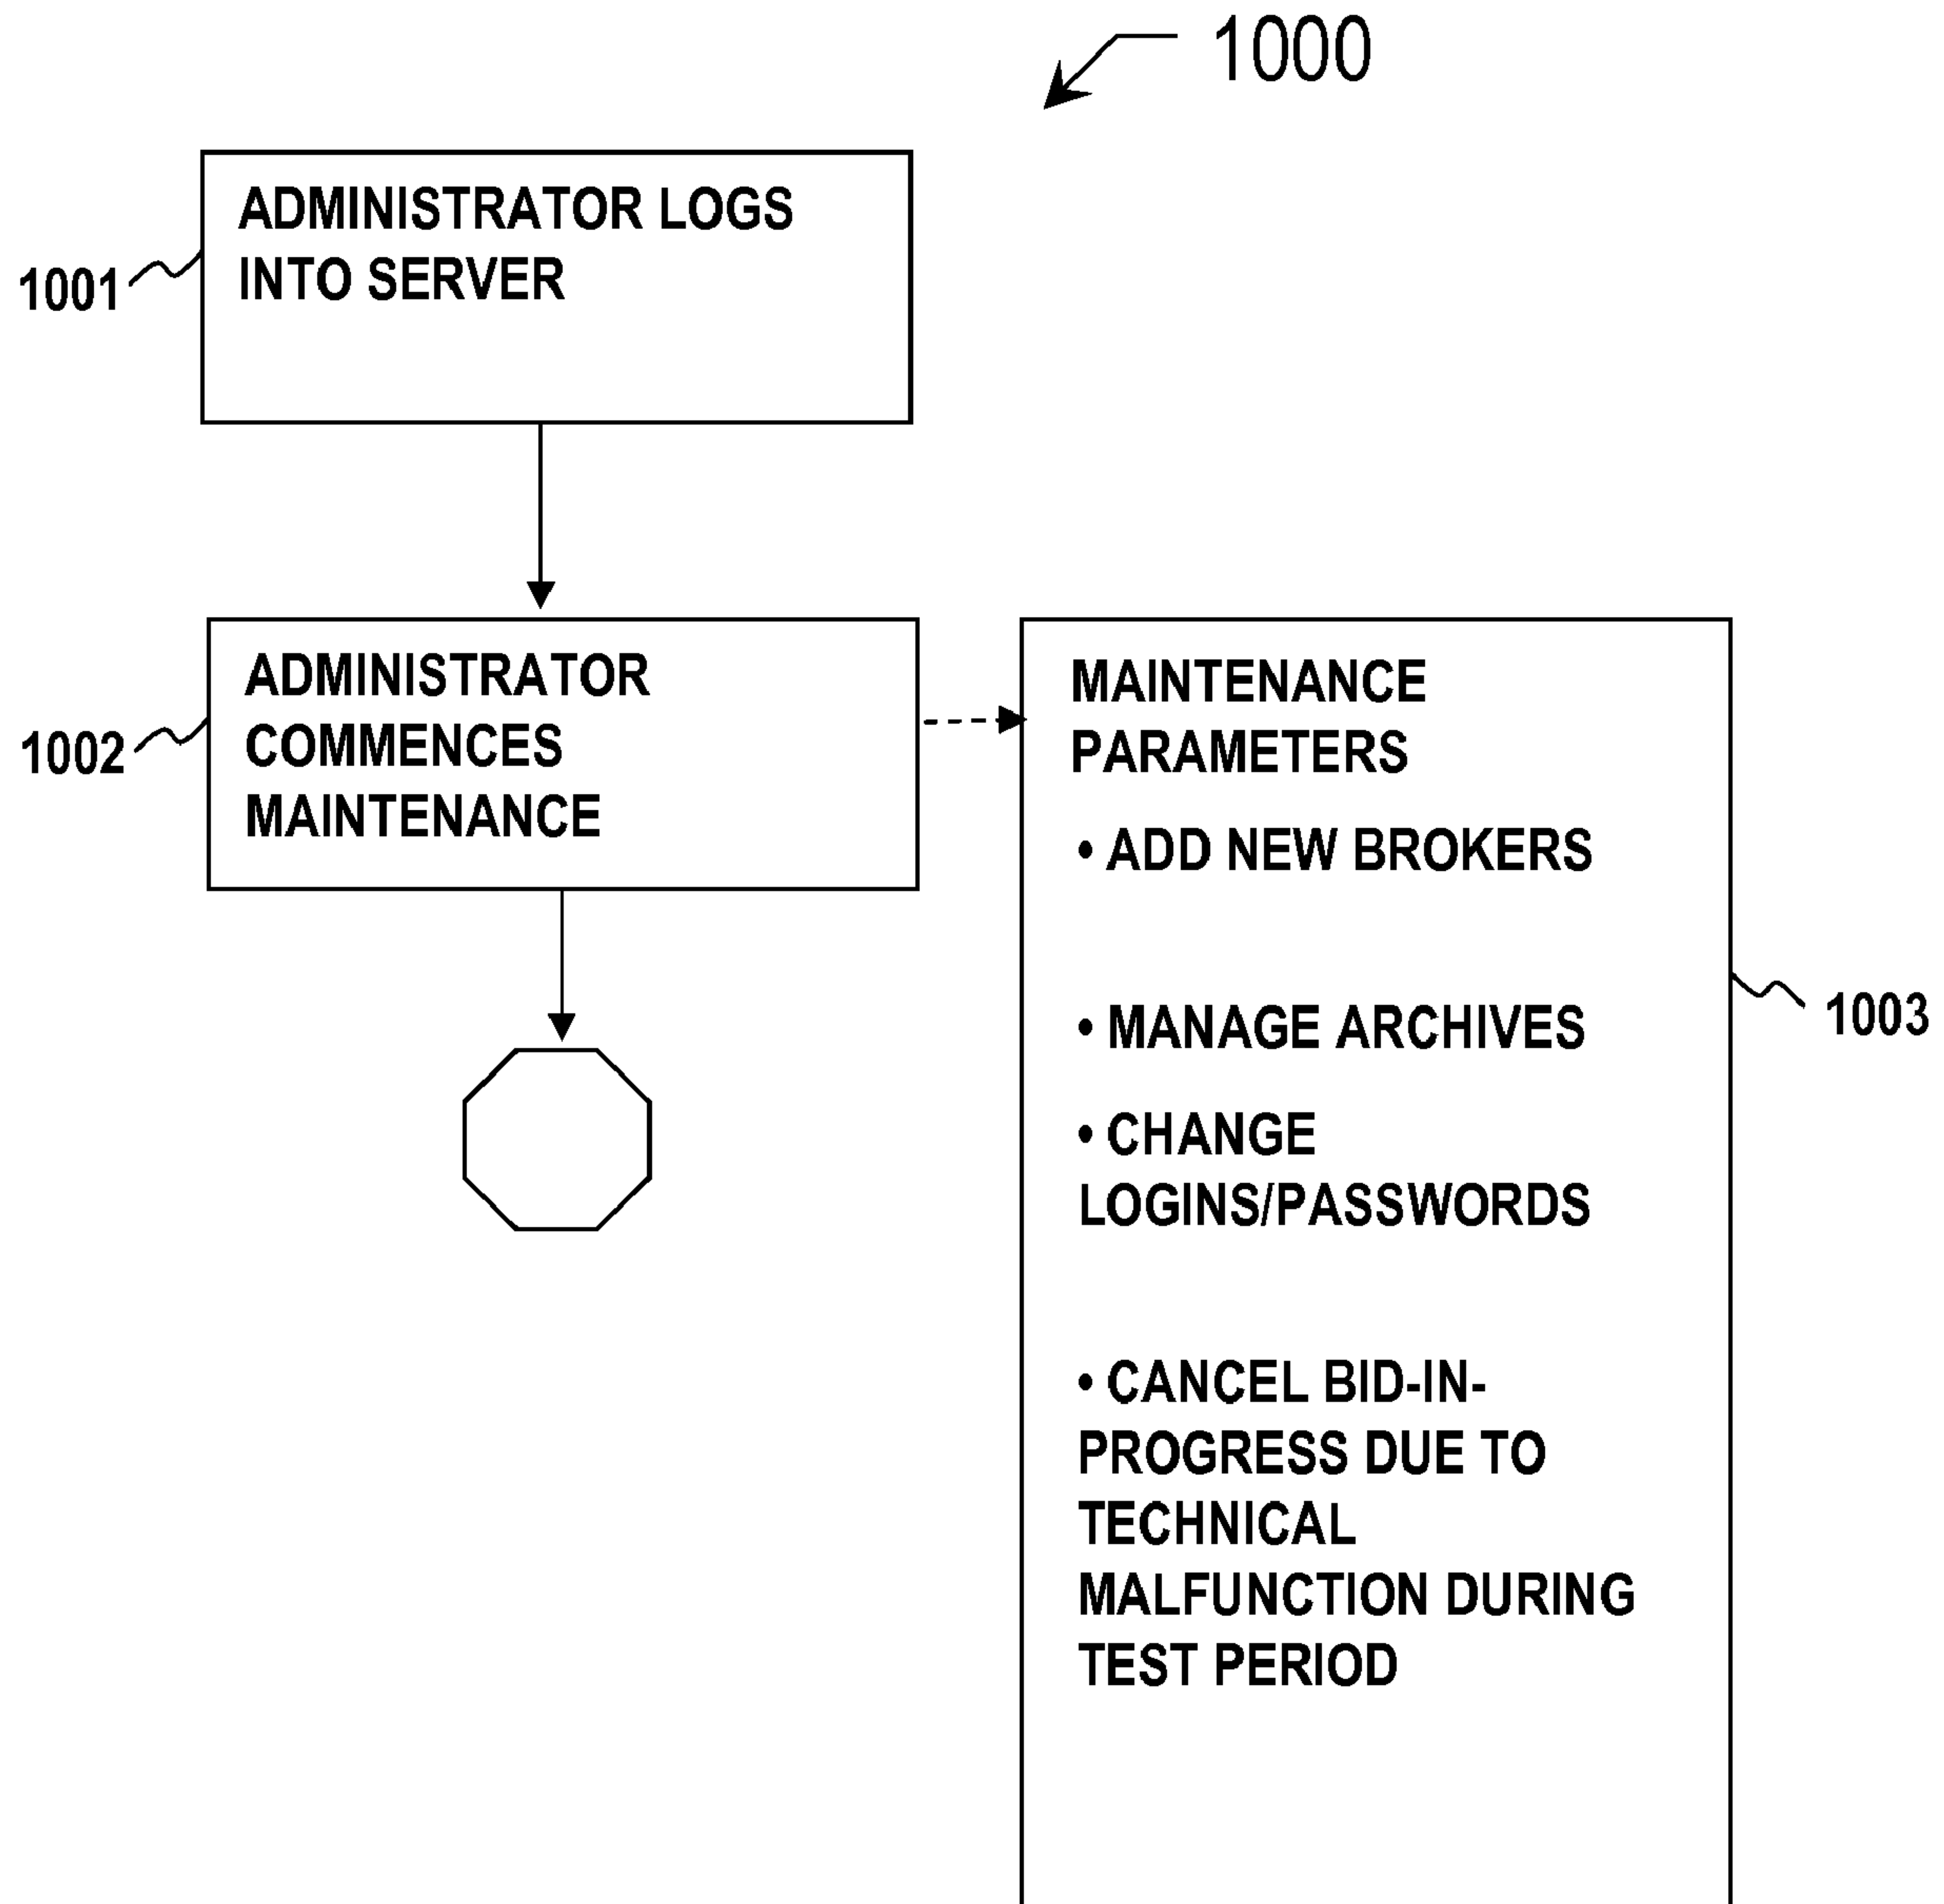 1000
ADMINISTRATOR LOGS
INTO SERVER
1001
ADMINISTRATOR
COMMENCES
MAINTENANCE
1002
MAINTENANCE
PARAMETERS
• ADD NEW BROKERS
• MANAGE ARCHIVES
• CHANGE
LOGINS/PASSWORDS
• CANCEL BID-IN-
PROGRESS DUE TO
TECHNICAL
MALFUNCTION DURING
TEST PERIOD
1003